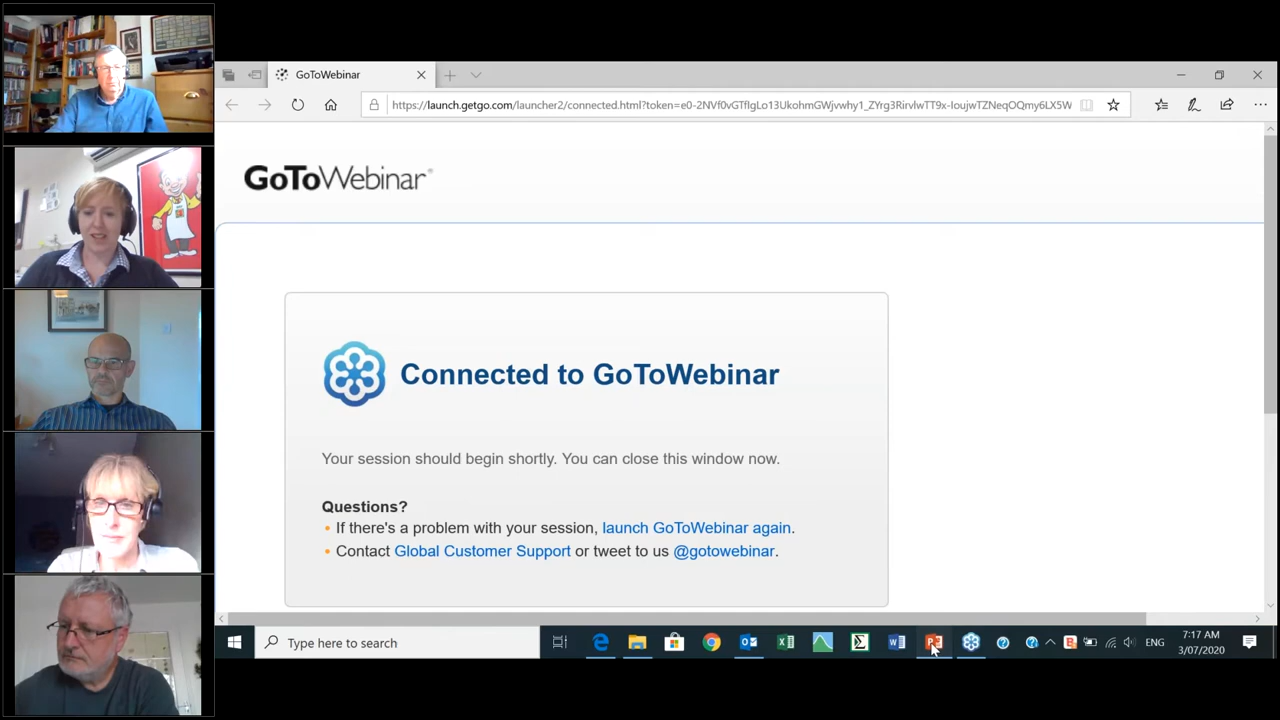 GoToWebinar
https://launch.getgo.com/launcher2/connected.html?token=e0-2NVf0vGTflgLo13UkohmGWjvwhy1_ZYrg3RirvlwTT9x-IoujwTZNeqOQmy6LX5W
GoToWebinar
Connected to GoToWebinar
Your session should begin shortly. You can close this window now.
Questions?
• If there's a problem with your session, launch GoToWebinar again.
• Contact Global Customer Support or tweet to us @gotowebinar.
Type here to search
ENG
7:17 AM
3/07/2020